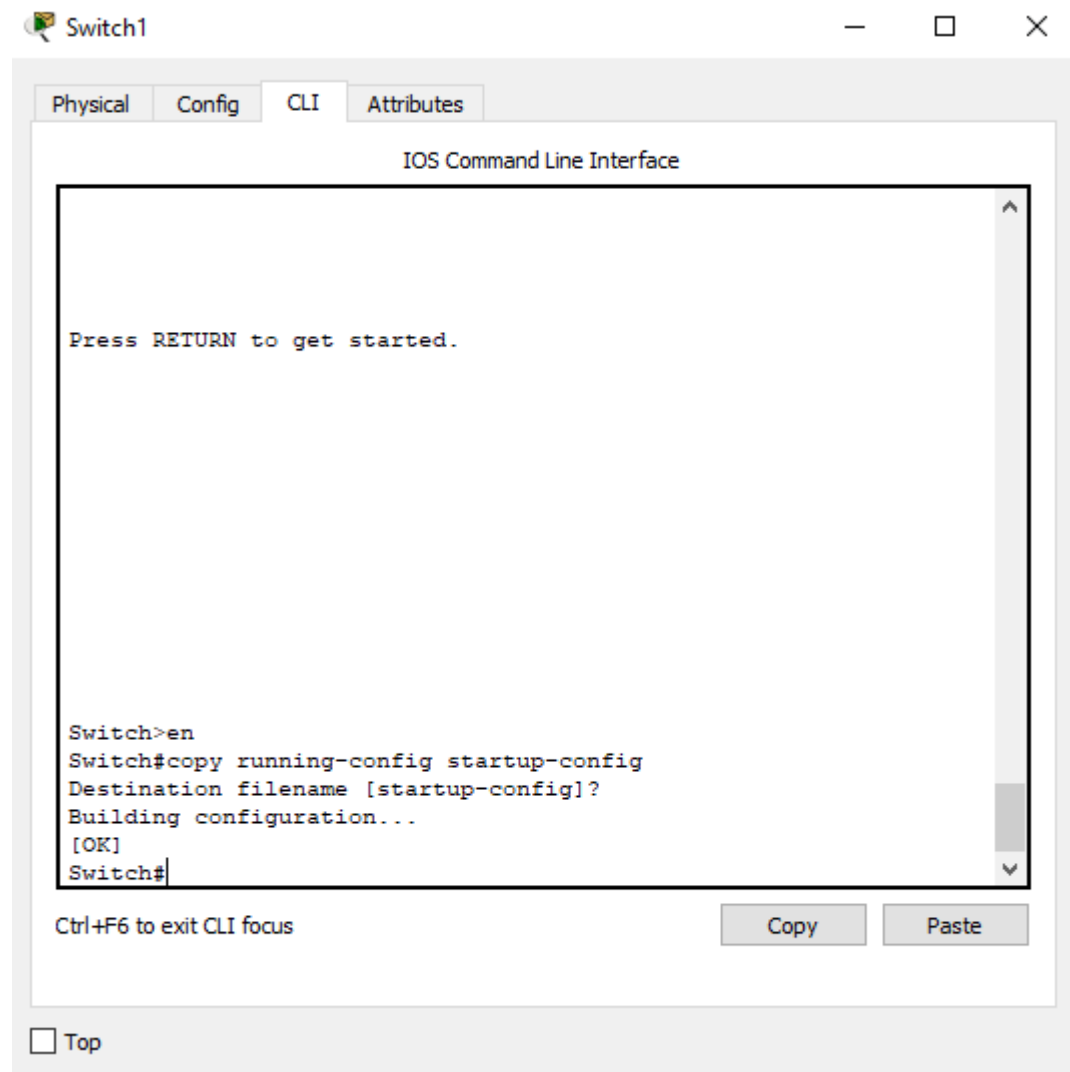 Switch1
Physical Config CLI Attributes
IOS Command Line Interface
Press RETURN to get started.
Switch>en
Switch#copy running-config startup-config
Destination filename [startup-config]?
Building configuration...
[OK]
Switch#
Ctrl+F6 to exit CLI focus Copy Paste
Top